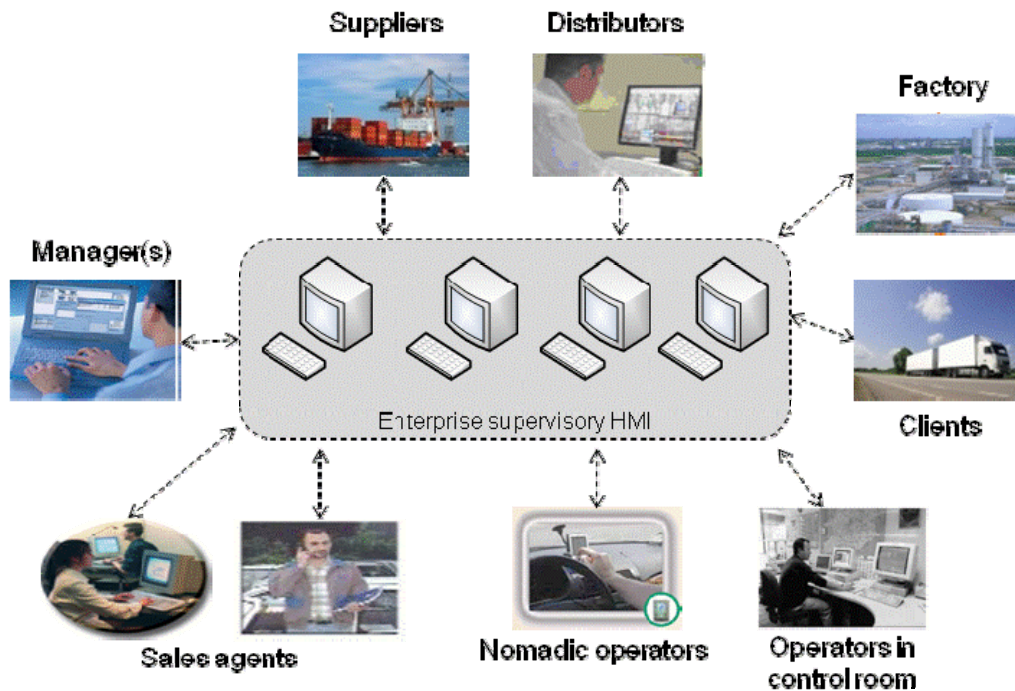 Suppliers
Distributors
Factory
Manager(s)
Enterprise supervisory HMI
Clients
Sales agents
Nomadic operators
Operators in
control room